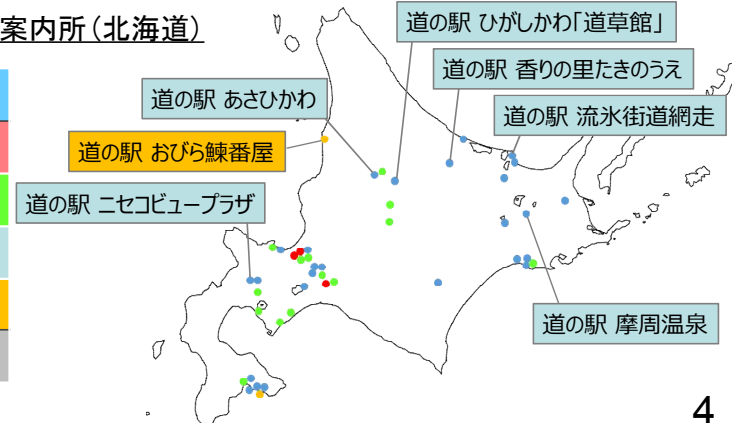 案内所(北海道)
道の駅 ひがしかわ「道草館」
道の駅 香りの里たきのうえ
道の駅 あさひかわ
道の駅 流氷街道網走
道の駅 おびら鰊番屋
道の駅 ニセコビュープラザ
道の駅 摩周温泉
4